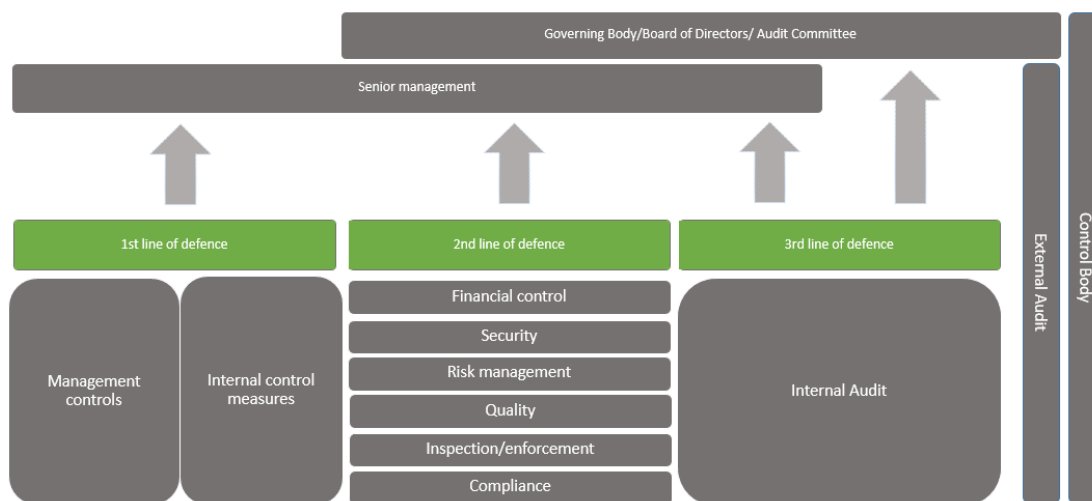 Governing Body/Board of Directors/ Audit Committee
Senior management
1st line of defence
2nd line of defence
3rd line of defence
Management
controls
Internal control
measures
Financial control
Security
Risk management
Quality
Inspection/enforcement
Compliance
Internal Audit
External Audit
Control Body